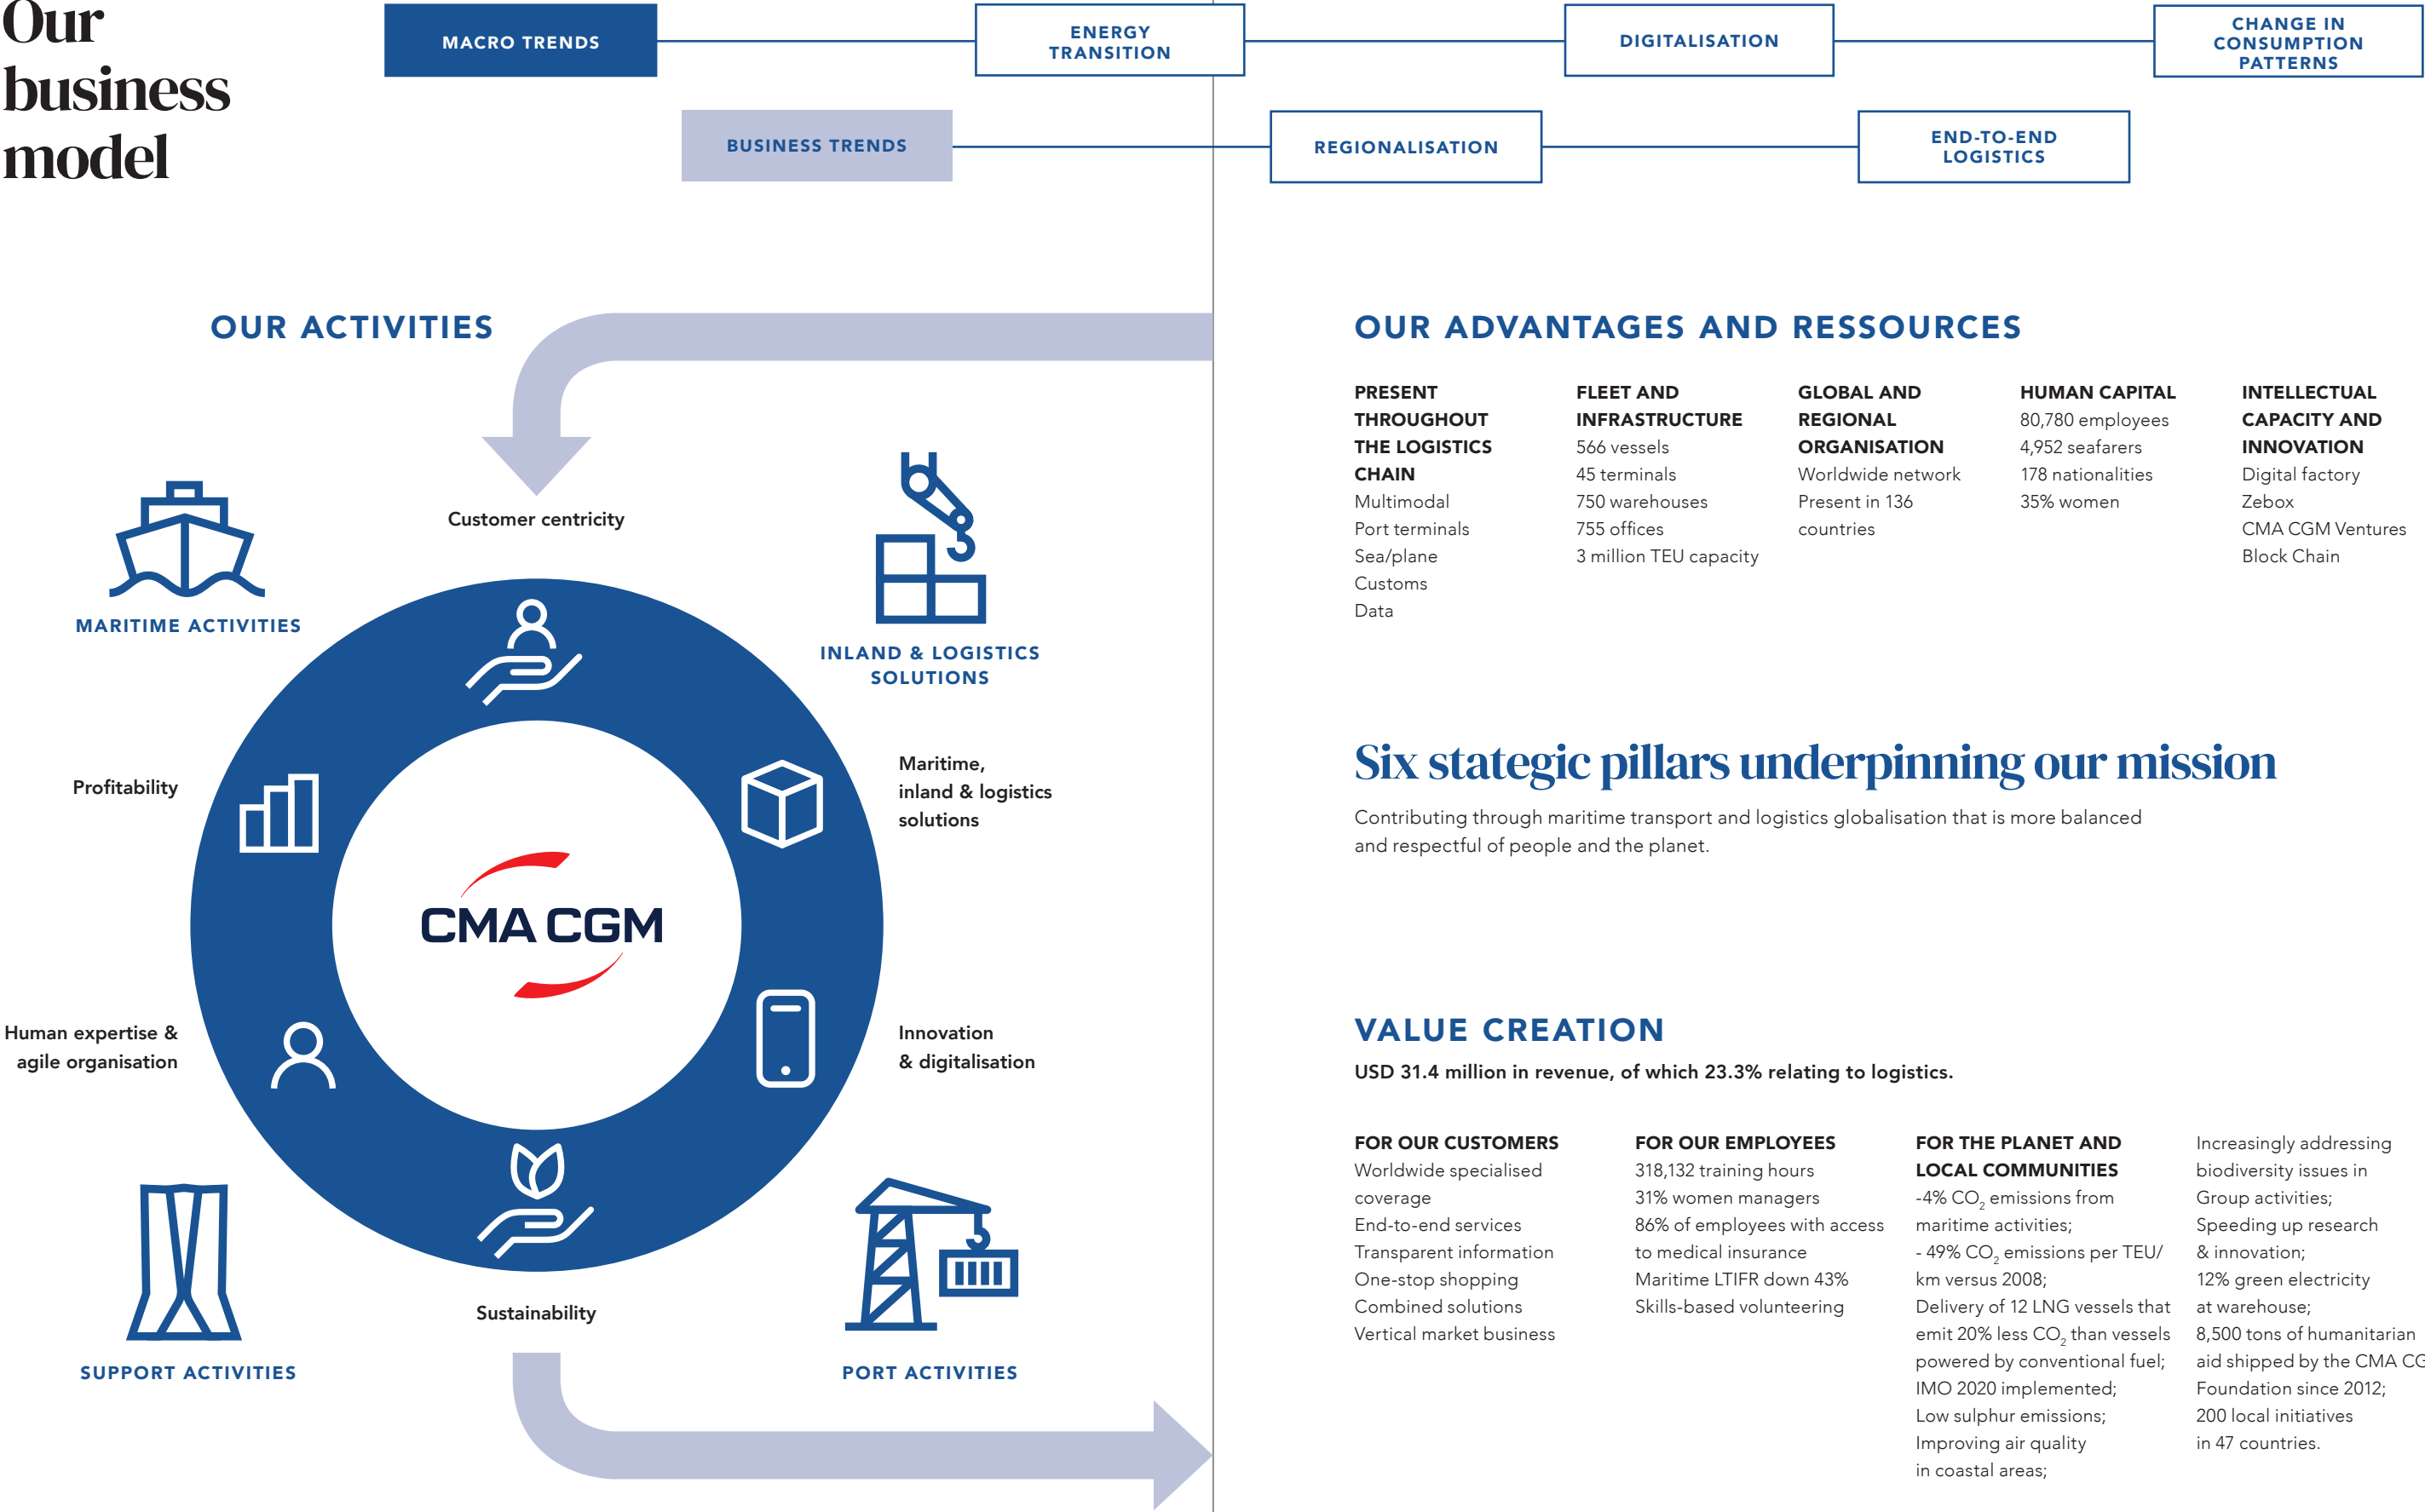 Our
business
model
MACRO TRENDS
ENERGY
TRANSITION
DIGITALISATION
CHANGE IN
CONSUMPTION
PATTERNS
BUSINESS TRENDS
REGIONALISATION
END-TO-END
LOGISTICS
OUR ACTIVITIES
Customer centricity
MARITIME ACTIVITIES
INLAND & LOGISTICS
SOLUTIONS
Profitability
Maritime,
inland & logistics
solutions
CMA CGM
Human expertise &
agile organisation
Innovation
& digitalisation
Sustainability
SUPPORT ACTIVITIES
PORT ACTIVITIES
OUR ADVANTAGES AND RESSOURCES
PRESENT
THROUGHOUT
THE LOGISTICS
CHAIN
Multimodal
Port terminals
Sea/plane
Customs
Data
FLEET AND
INFRASTRUCTURE
566 vessels
45 terminals
750 warehouses
755 offices
3 million TEU capacity
GLOBAL AND
REGIONAL
ORGANISATION
Worldwide network
Present in 136
countries
HUMAN CAPITAL
80,780 employees
4,952 seafarers
178 nationalities
35% women
INTELLECTUAL
CAPACITY AND
INNOVATION
Digital factory
Zebox
CMA CGM Ventures
Block Chain
Six stategic pillars underpinning our mission
Contributing through maritime transport and logistics globalisation that is more balanced
and respectful of people and the planet.
VALUE CREATION
USD 31.4 million in revenue, of which 23.3% relating to logistics.
FOR OUR CUSTOMERS
Worldwide specialised
coverage
End-to-end services
Transparent information
One-stop shopping
Combined solutions
Vertical market business
FOR OUR EMPLOYEES
318,132 training hours
31% women managers
86% of employees with access
to medical insurance
Maritime LTIFR down 43%
Skills-based volunteering
FOR THE PLANET AND
LOCAL COMMUNITIES
-4% CO₂ emissions from
maritime activities;
- 49% CO₂ emissions per TEU/
km versus 2008;
Delivery of 12 LNG vessels that
emit 20% less CO₂ than vessels
powered by conventional fuel;
IMO 2020 implemented;
Low sulphur emissions;
Improving air quality
in coastal areas;
Increasingly addressing
biodiversity issues in
Group activities;
Speeding up research
& innovation;
12% green electricity
at warehouse;
8,500 tons of humanitarian
aid shipped by the CMA
Foundation since 2012;
200 local initiatives
in 47 countries.